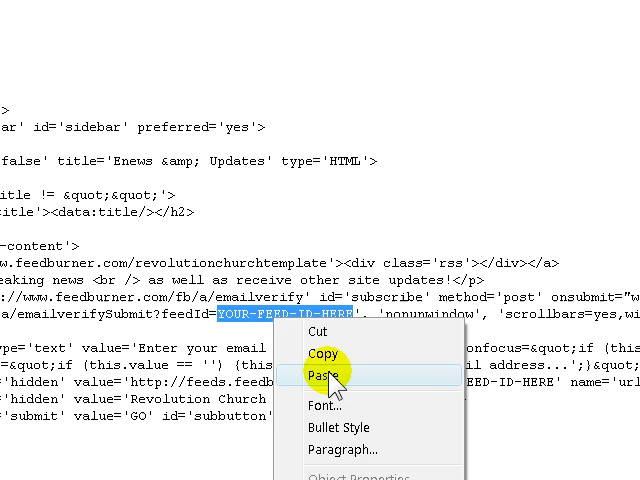 >
ar' id='sidebar' preferred='yes'>
false' title='Enews &amp; Updates' type='HTML'>
itle != &quot;&quot;'>
title'><data:title/></h2>
-content'>
w.feedburner.com/revolutionchurchtemplate'><div class='rss'></div></a>
eaking news <br /> as well as receive other site updates!</p>
://www.feedburner.com/fb/a/emailverify' id='subscribe' method='post' onsubmit="w
a/emailverifySubmit?feedId=YOUR-FEED-ID-HERE', 'nonunwindow', 'scrollbars=yes,wi
ype='text' value='Enter your email onfocus=&quot;if (this
=&quot;if (this.value == '') {this ail address...';}&quot;
'hidden' value='http://feeds.feedb EED-ID-HERE' name='url
'hidden' value='Revolution Church
'submit' value='GO' id='subbutton'
Cut
Copy
Paste
Font...
Bullet Style
Paragraph...
Object Properties